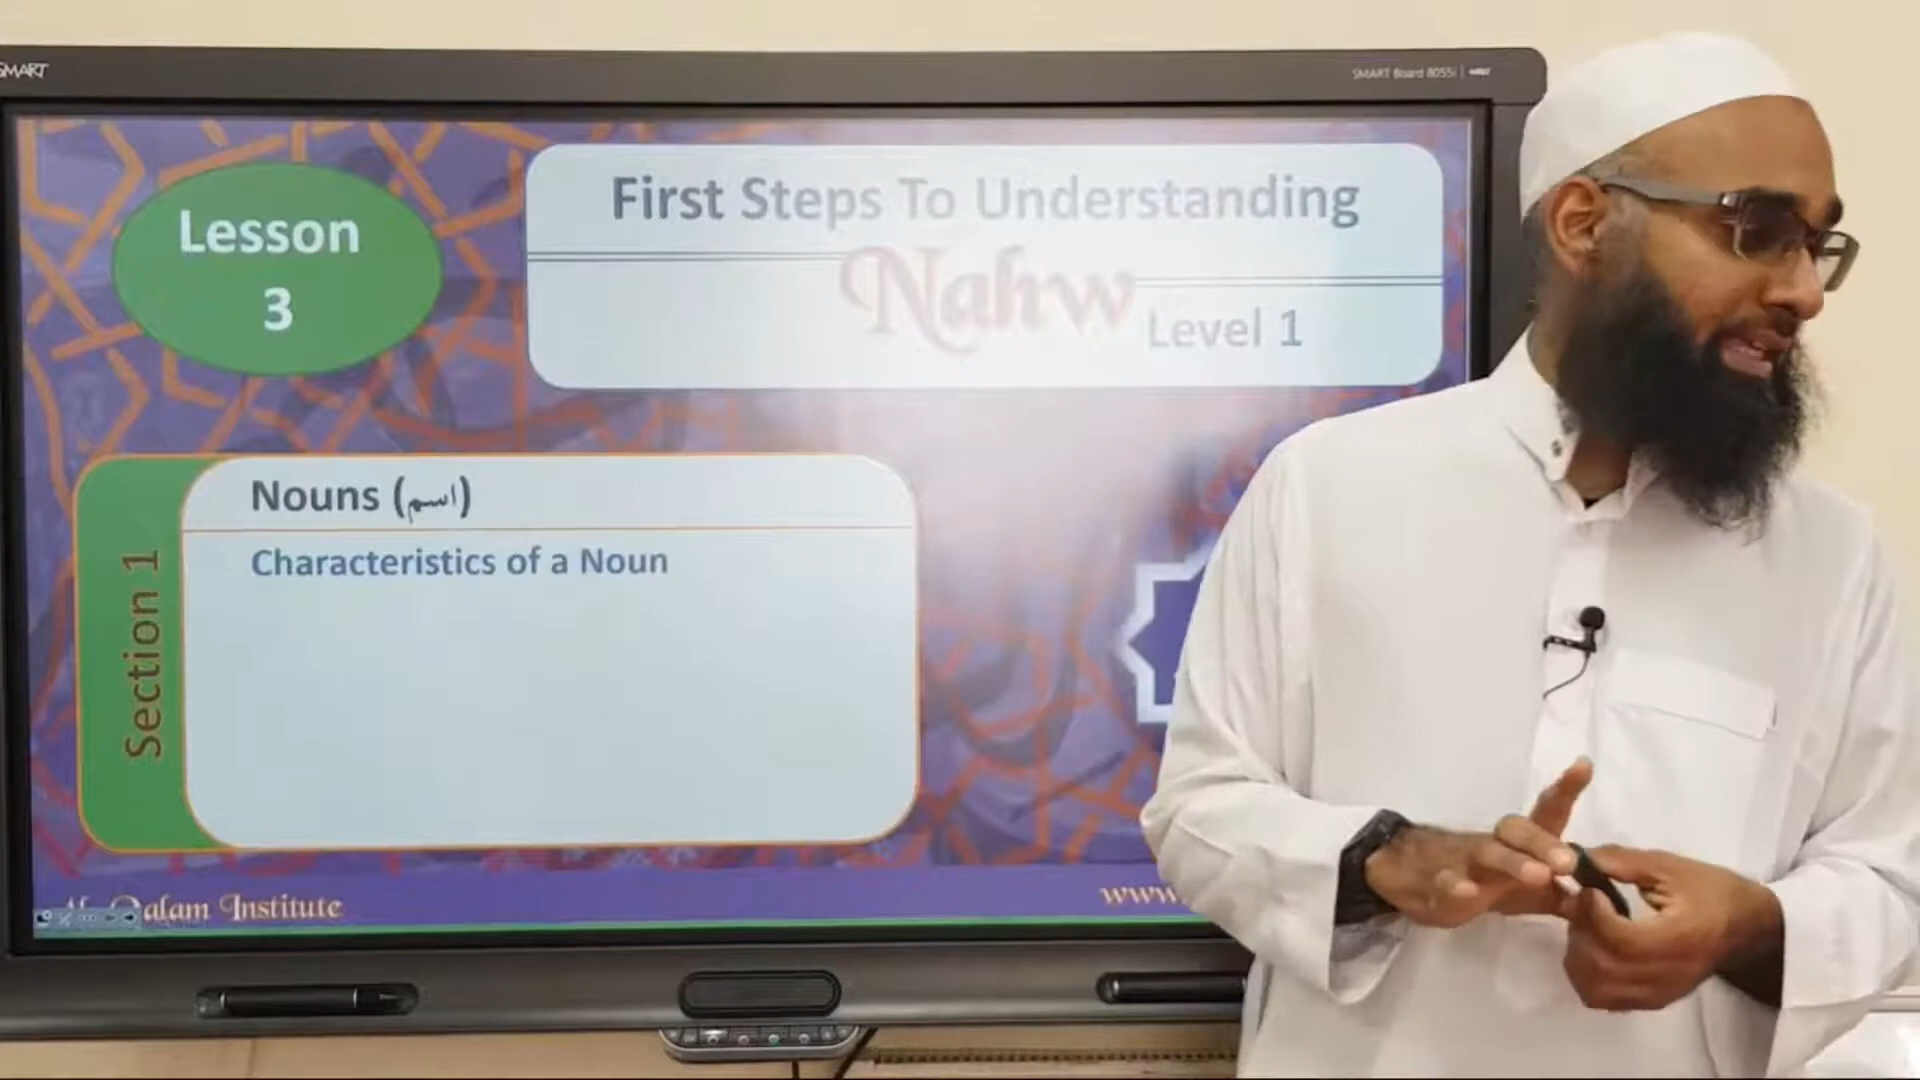 SMART
SMART Board 8055i
Lesson
3
First Steps To Understanding
Nahw
Level 1
Nouns (اسم)
Characteristics of a Noun
Section 1
Qalam Institute
www.